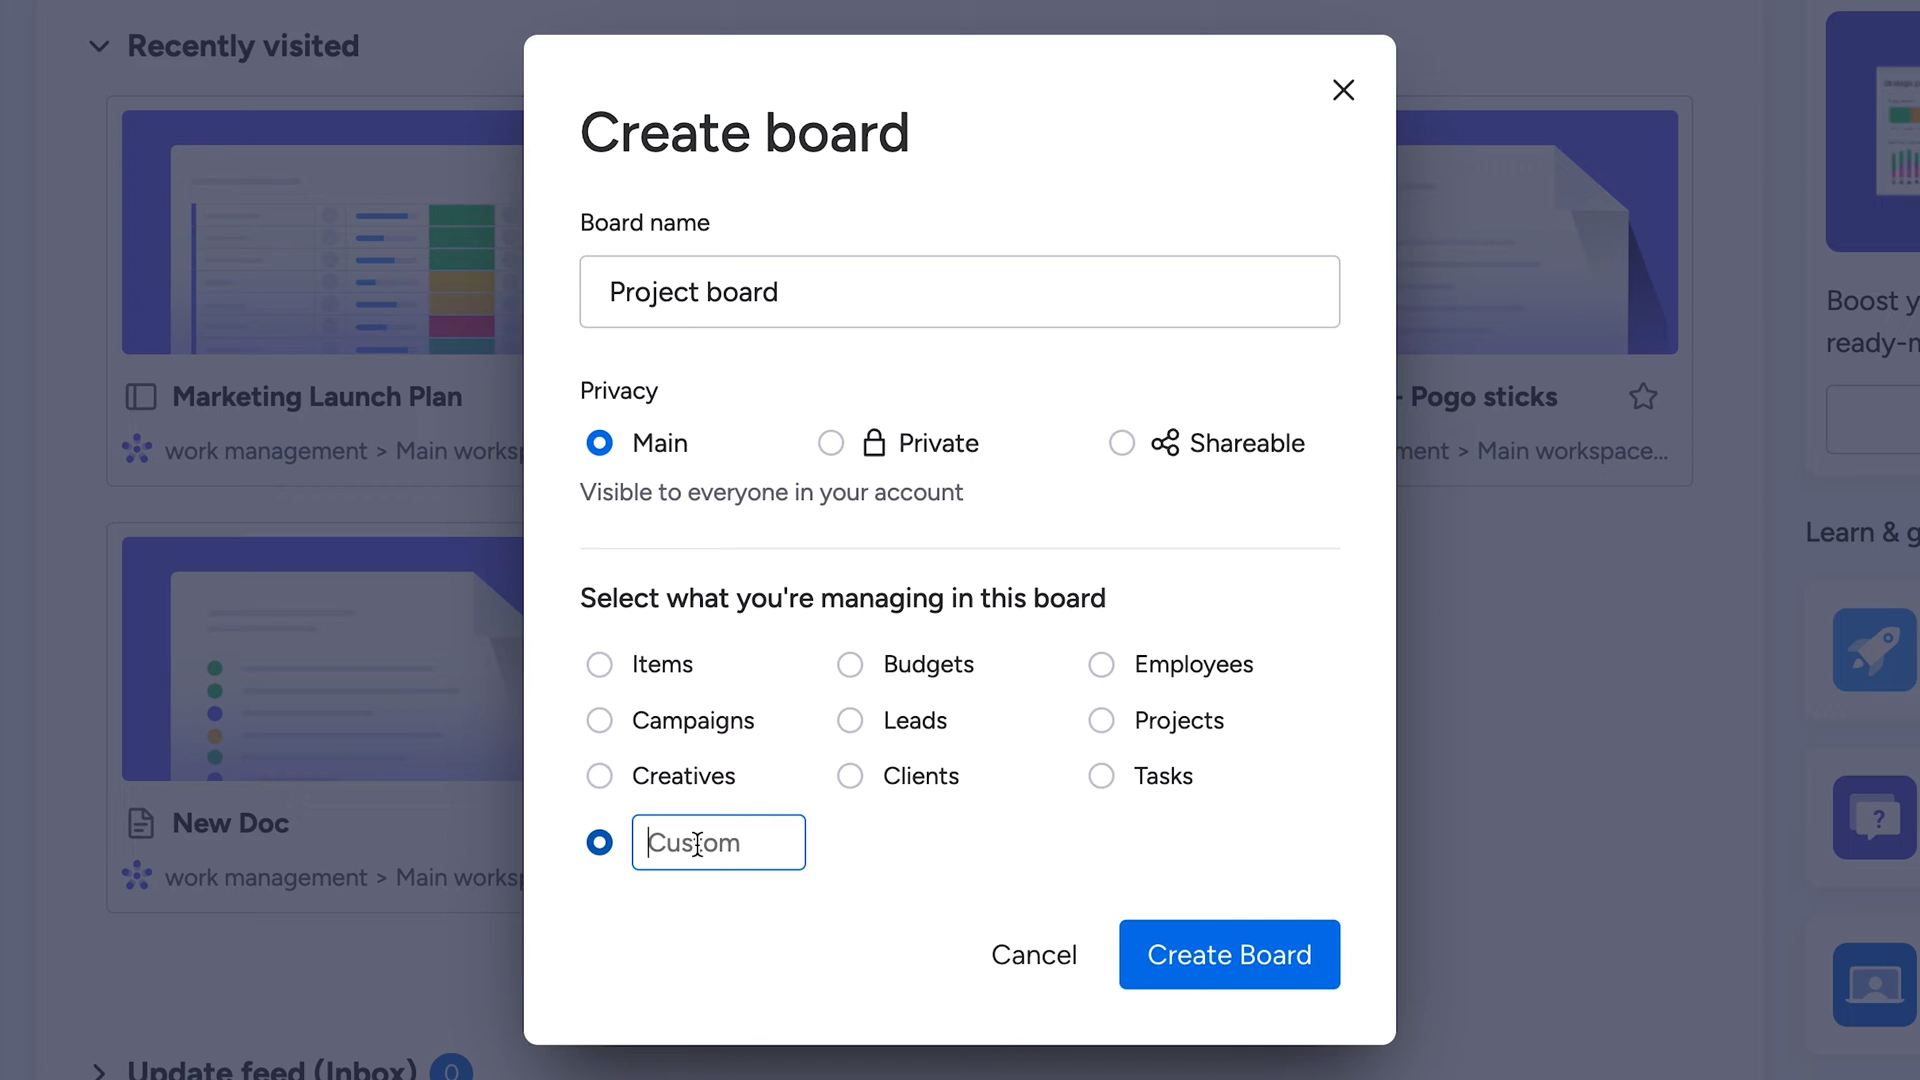 Recently visited
Create board
Board name
Project board
Privacy
Main
Private
Shareable
Visible to everyone in your account
Select what you're managing in this board
Items
Budgets
Employees
Campaigns
Leads
Projects
Creatives
Clients
Tasks
Custom
Cancel
Create Board
Marketing Launch Plan
work management > Main worksp
- Pogo sticks
ment > Main workspace...
New Doc
work management > Main worksp
Update feed (Inbox) 0
Boost y
ready-m
Learn & g
?